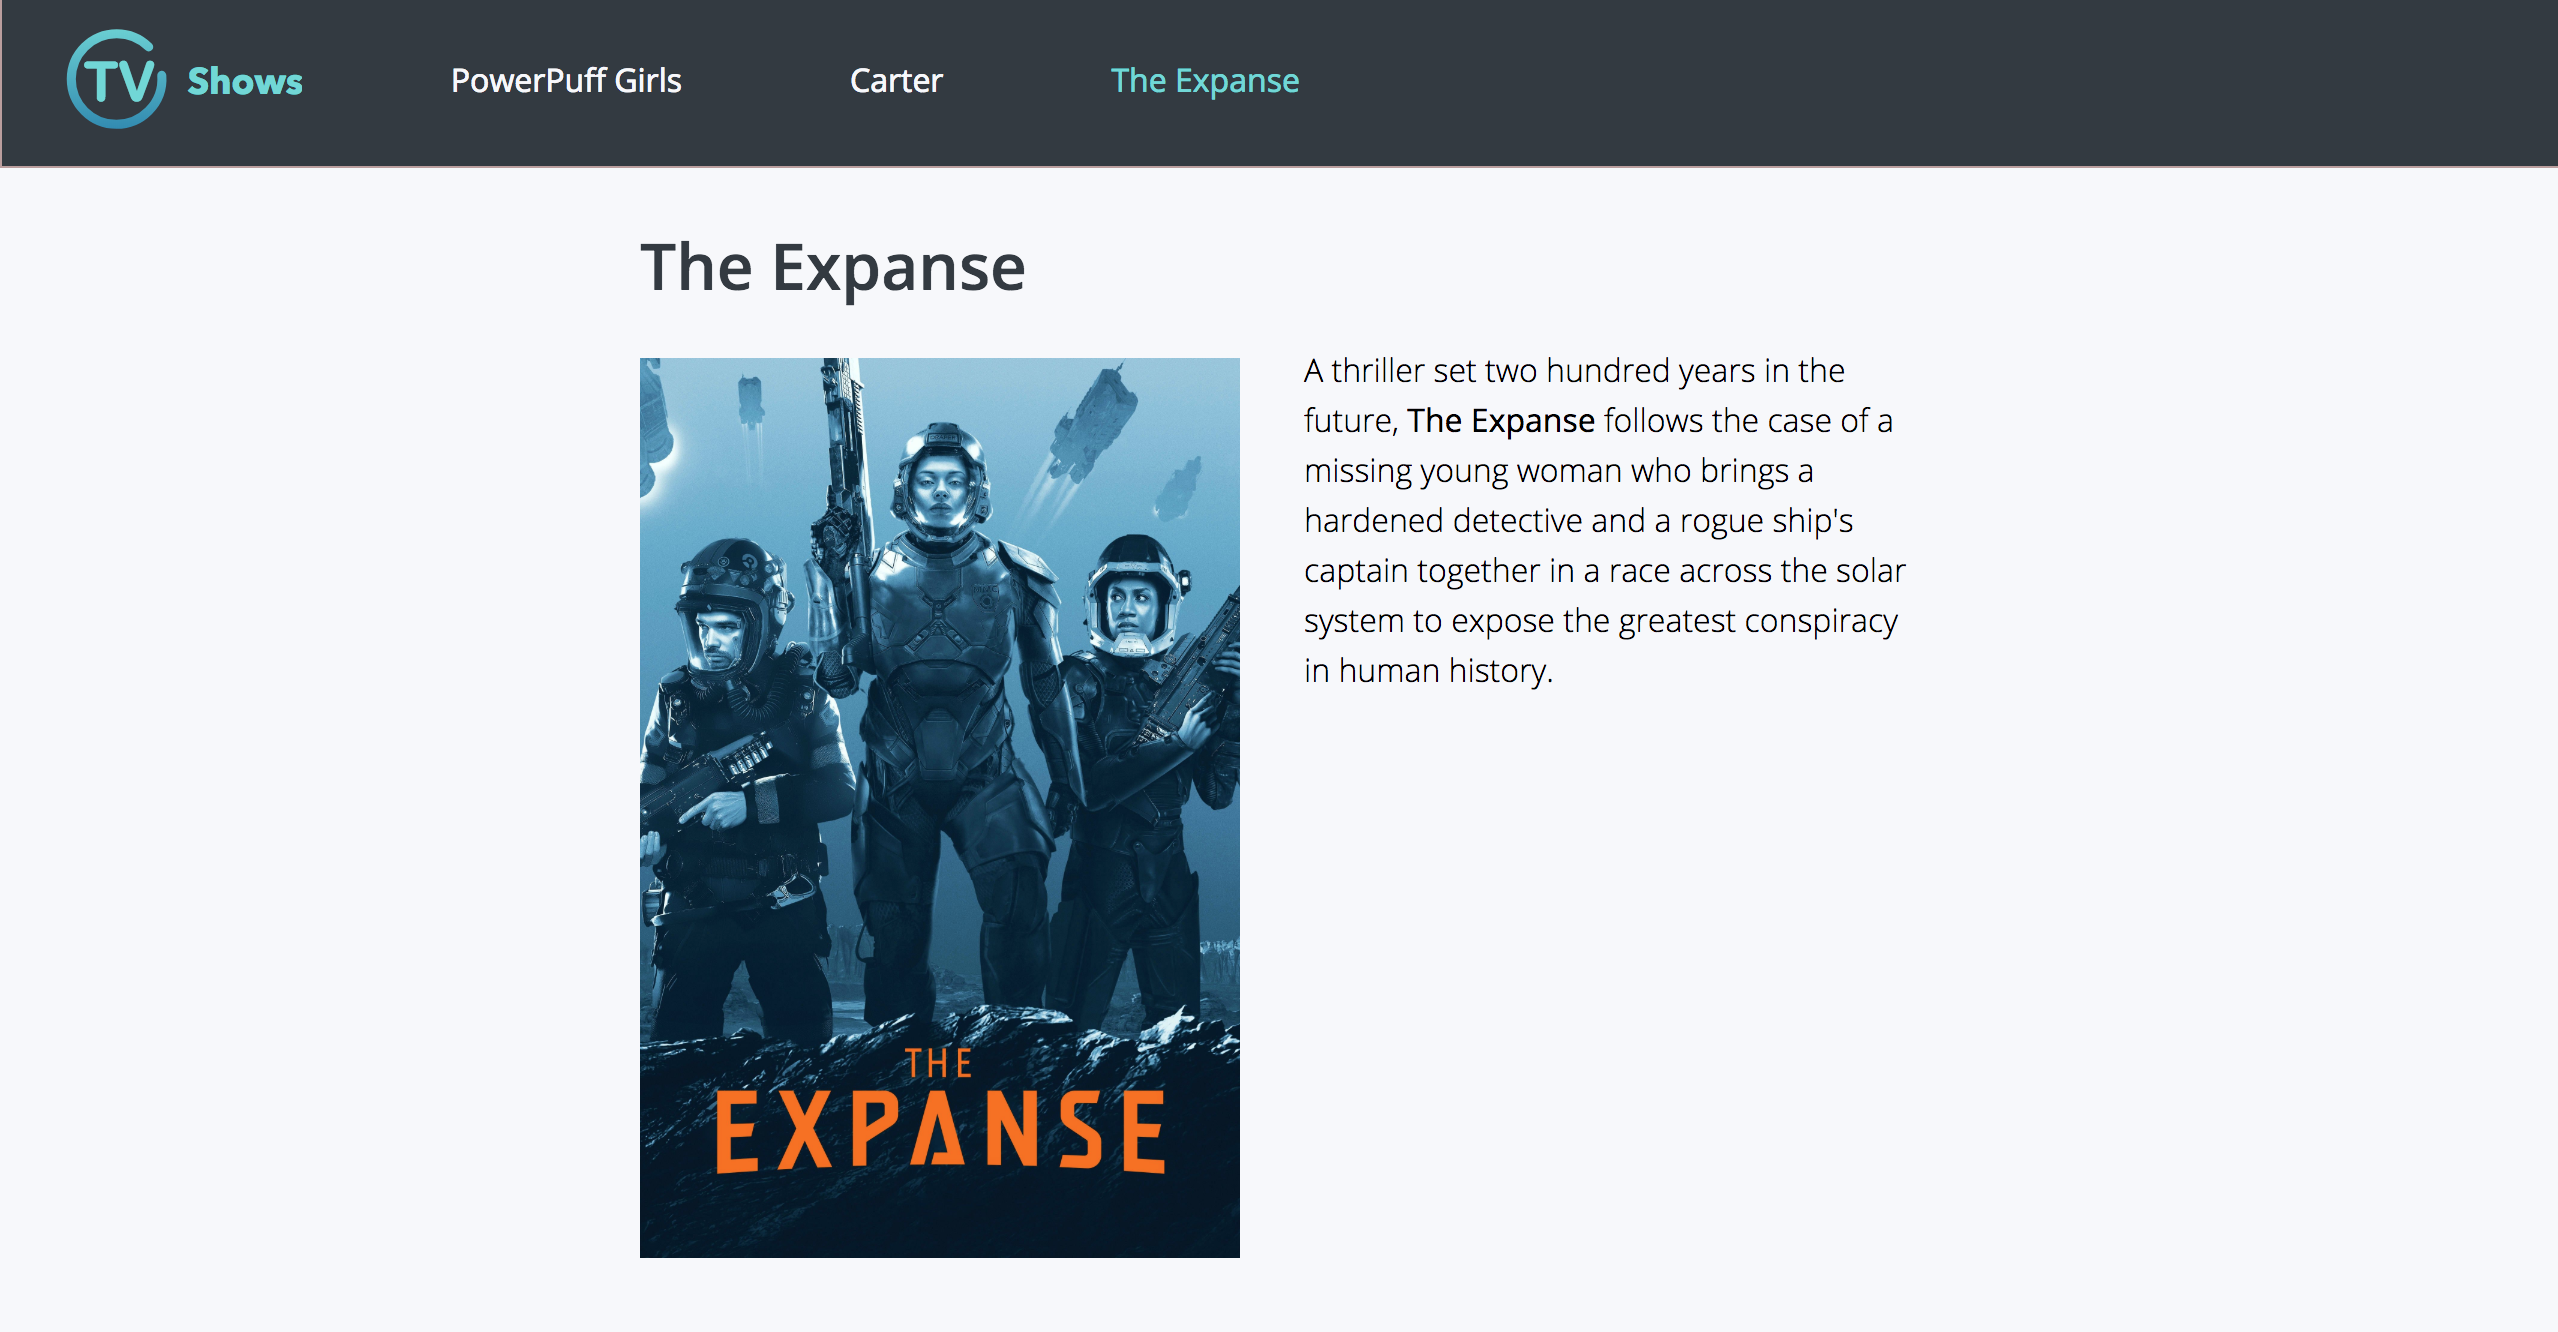 TV Shows
PowerPuff Girls
Carter
The Expanse
The Expanse
A thriller set two hundred years in the
future, The Expanse follows the case of a
missing young woman who brings a
hardened detective and a rogue ship's
captain together in a race across the solar
system to expose the greatest conspiracy
in human history.
THE
EXPANSE